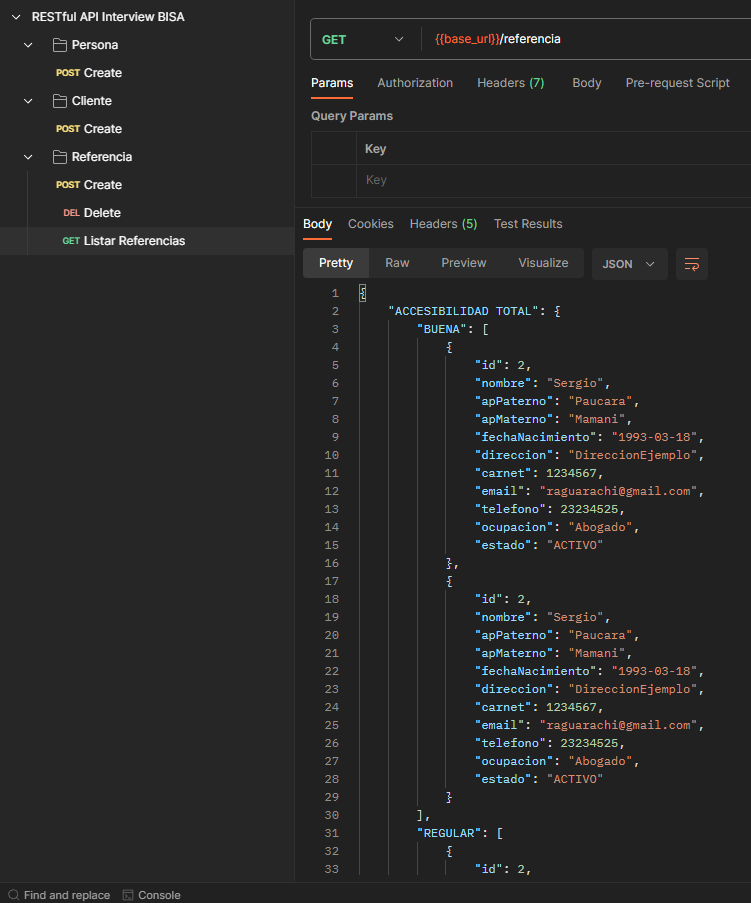 RESTful API Interview BISA
Persona
POST Create
Cliente
POST Create
Referencia
POST Create
DEL Delete
GET Listar Referencias
GET {{base_url}}/referencia
Params Authorization Headers (7) Body Pre-request Script
Query Params
Key
Key
Body Cookies Headers (5) Test Results
Pretty Raw Preview Visualize JSON
1 {
2 "ACCESIBILIDAD TOTAL": {
3 "BUENA": [
4 {
5 "id": 2,
6 "nombre": "Sergio",
7 "apPaterno": "Paucara",
8 "apMaterno": "Mamani",
9 "fechaNacimiento": "1993-03-18",
10 "direccion": "DireccionEjemplo",
11 "carnet": 1234567,
12 "email": "raguarachi@gmail.com",
13 "telefono": 23234525,
14 "ocupacion": "Abogado",
15 "estado": "ACTIVO"
16 },
17 {
18 "id": 2,
19 "nombre": "Sergio",
20 "apPaterno": "Paucara",
21 "apMaterno": "Mamani",
22 "fechaNacimiento": "1993-03-18",
23 "direccion": "DireccionEjemplo",
24 "carnet": 1234567,
25 "email": "raguarachi@gmail.com",
26 "telefono": 23234525,
27 "ocupacion": "Abogado",
28 "estado": "ACTIVO"
29 }
30 ],
31 "REGULAR": [
32 {
33 "id": 2,
Find and replace Console